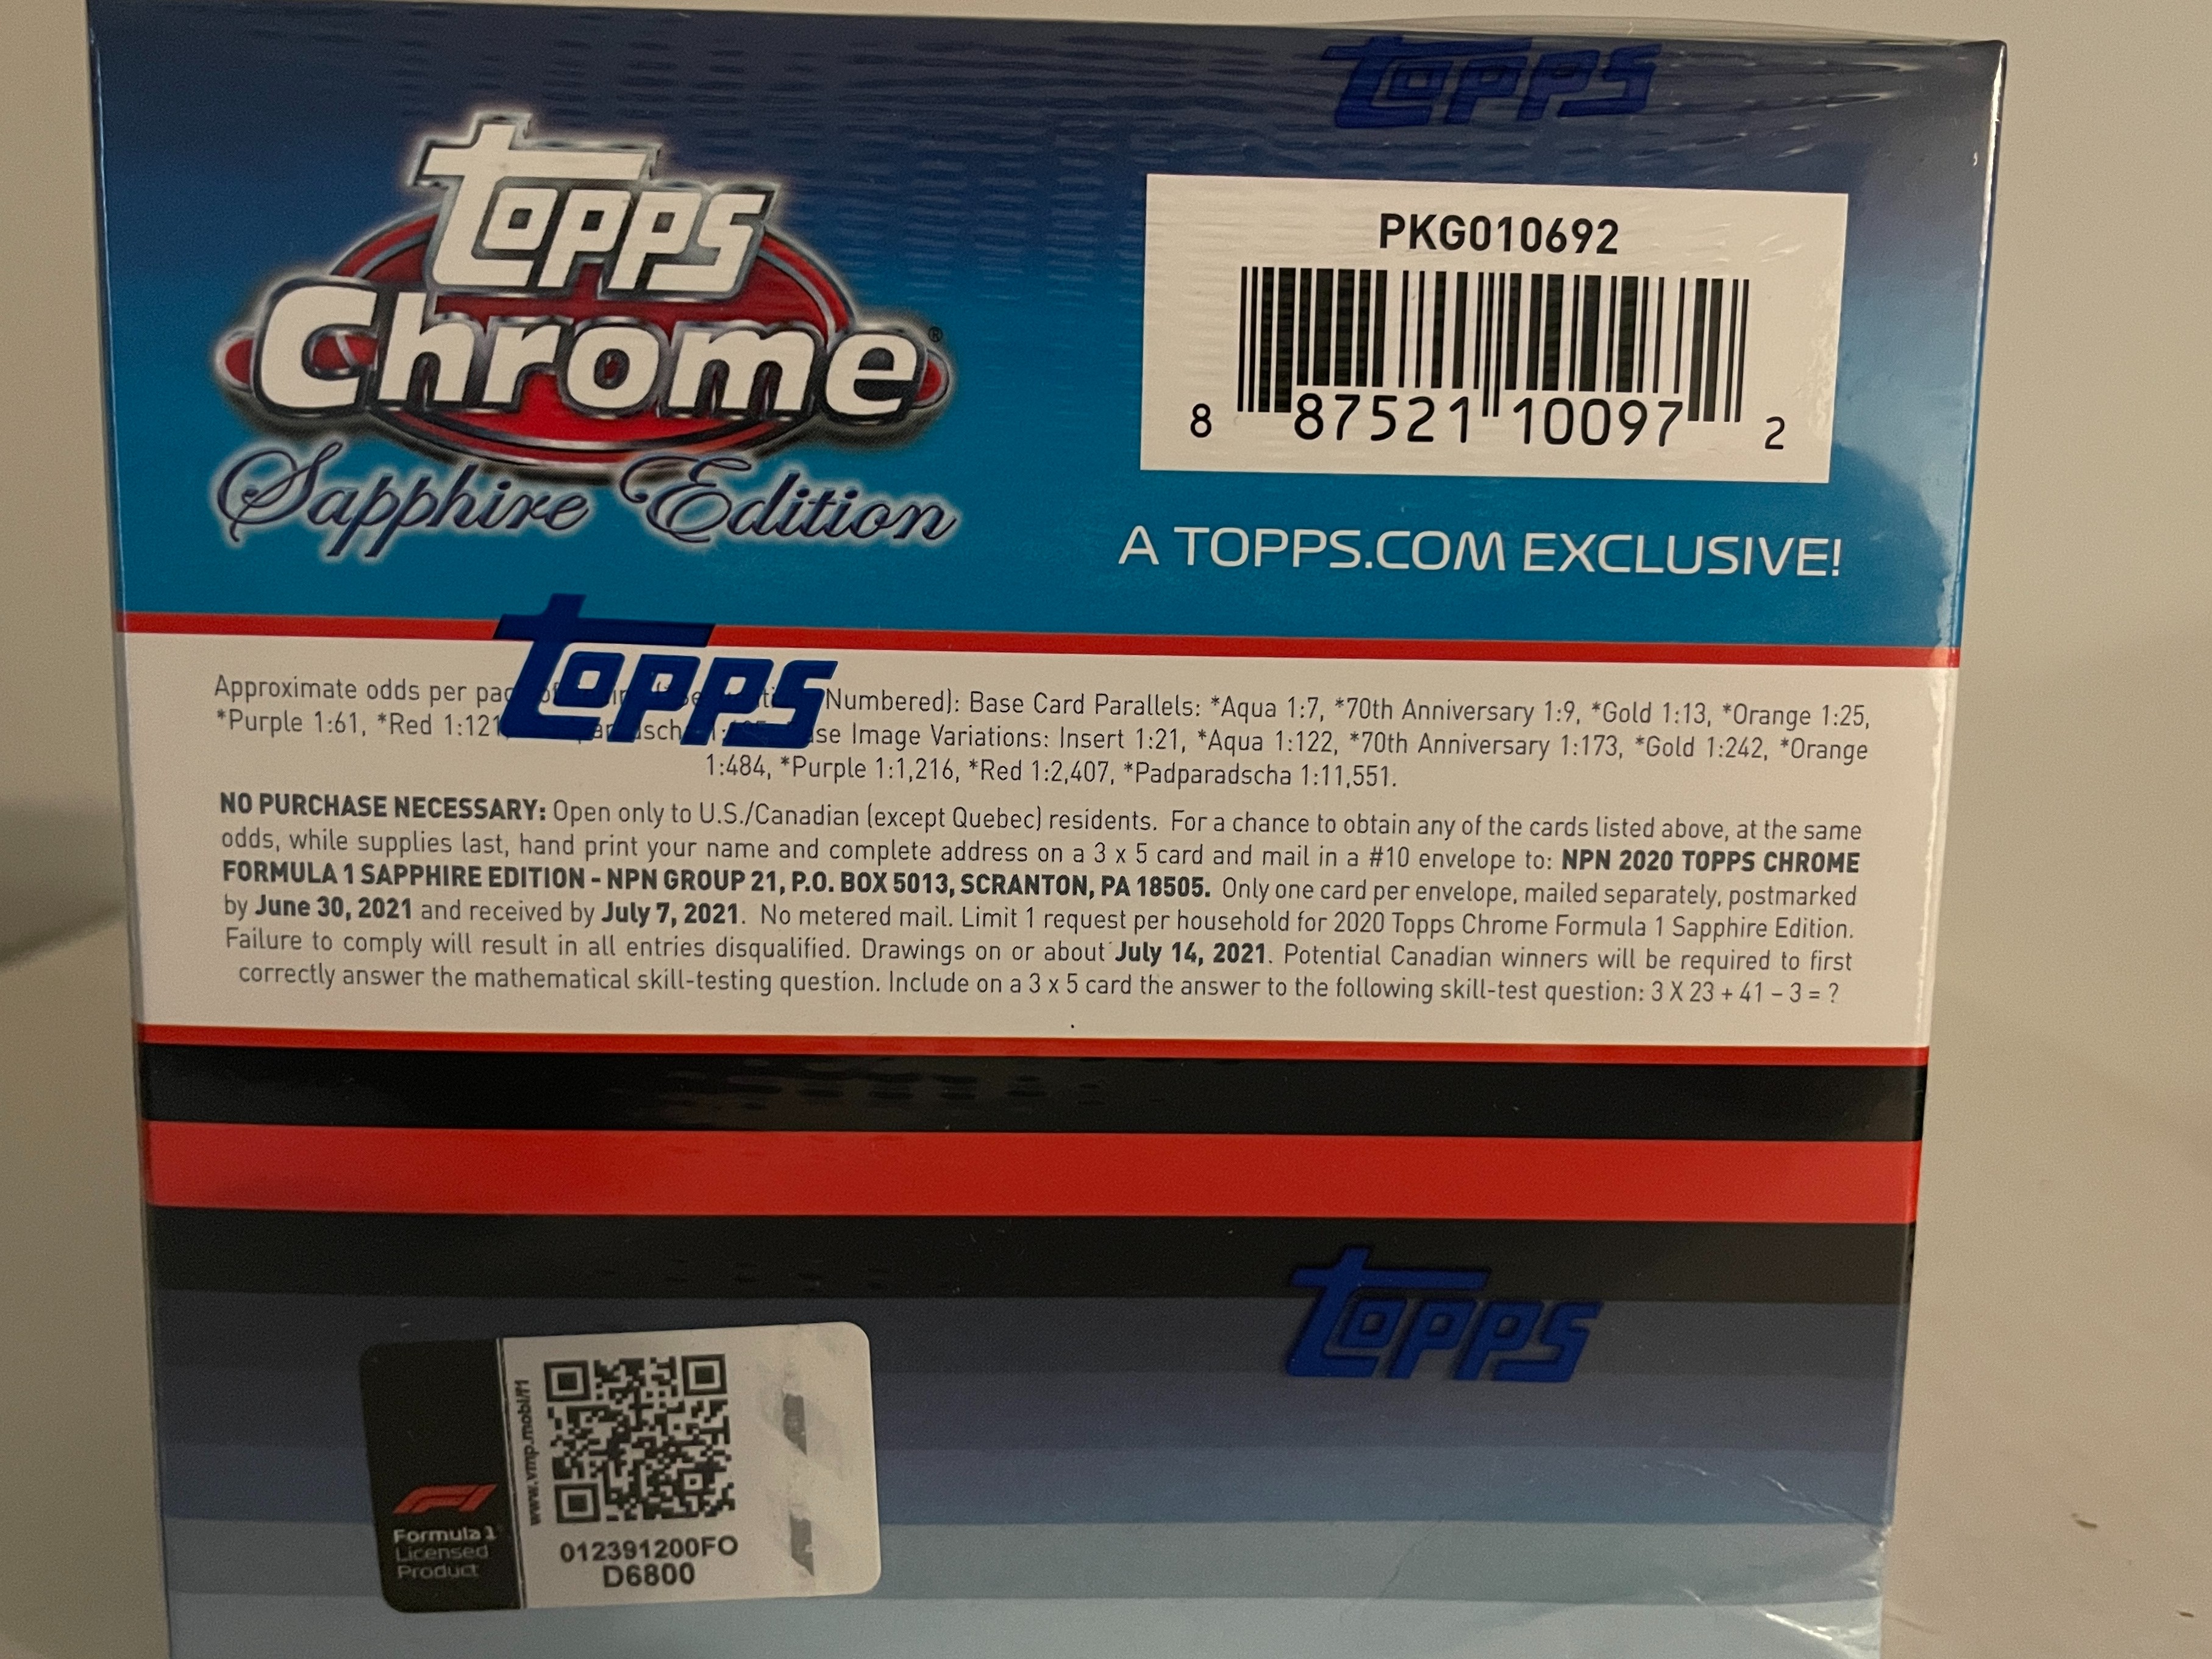 topps
topps
Chrome®
Sapphire Edition
PKG010692
8 87521 10097 2
A TOPPS.COM EXCLUSIVE!
topps
Approximate odds per Numbered): Base Card Parallels: *Aqua 1:7, *70th Anniversary 1:9, *Gold 1:13, *Orange 1:25,
*Purple 1:61, *Red 1:121 Image Variations: Insert 1:21, *Aqua 1:122, *70th Anniversary 1:173, *Gold 1:242, *Orange
1:484, *Purple 1:1,216, *Red 1:2,407, *Padparadscha 1:11,551.
NO PURCHASE NECESSARY: Open only to U.S./Canadian (except Quebec) residents. For a chance to obtain any of the cards listed above, at the same
odds, while supplies last, hand print your name and complete address on a 3 x 5 card and mail in a #10 envelope to: NPN 2020 TOPPS CHROME
FORMULA 1 SAPPHIRE EDITION - NPN GROUP 21, P.O. BOX 5013, SCRANTON, PA 18505. Only one card per envelope, mailed separately, postmarked
by June 30, 2021 and received by July 7, 2021. No metered mail. Limit 1 request per household for 2020 Topps Chrome Formula 1 Sapphire Edition.
Failure to comply will result in all entries disqualified. Drawings on or about July 14, 2021. Potential Canadian winners will be required to first
correctly answer the mathematical skill-testing question. Include on a 3 x 5 card the answer to the following skill-test question: 3 X 23 + 41 – 3 = ?
topps
www.vmp.mobi/f1
Formula 1
Licensed
Product
012391200FO
D6800